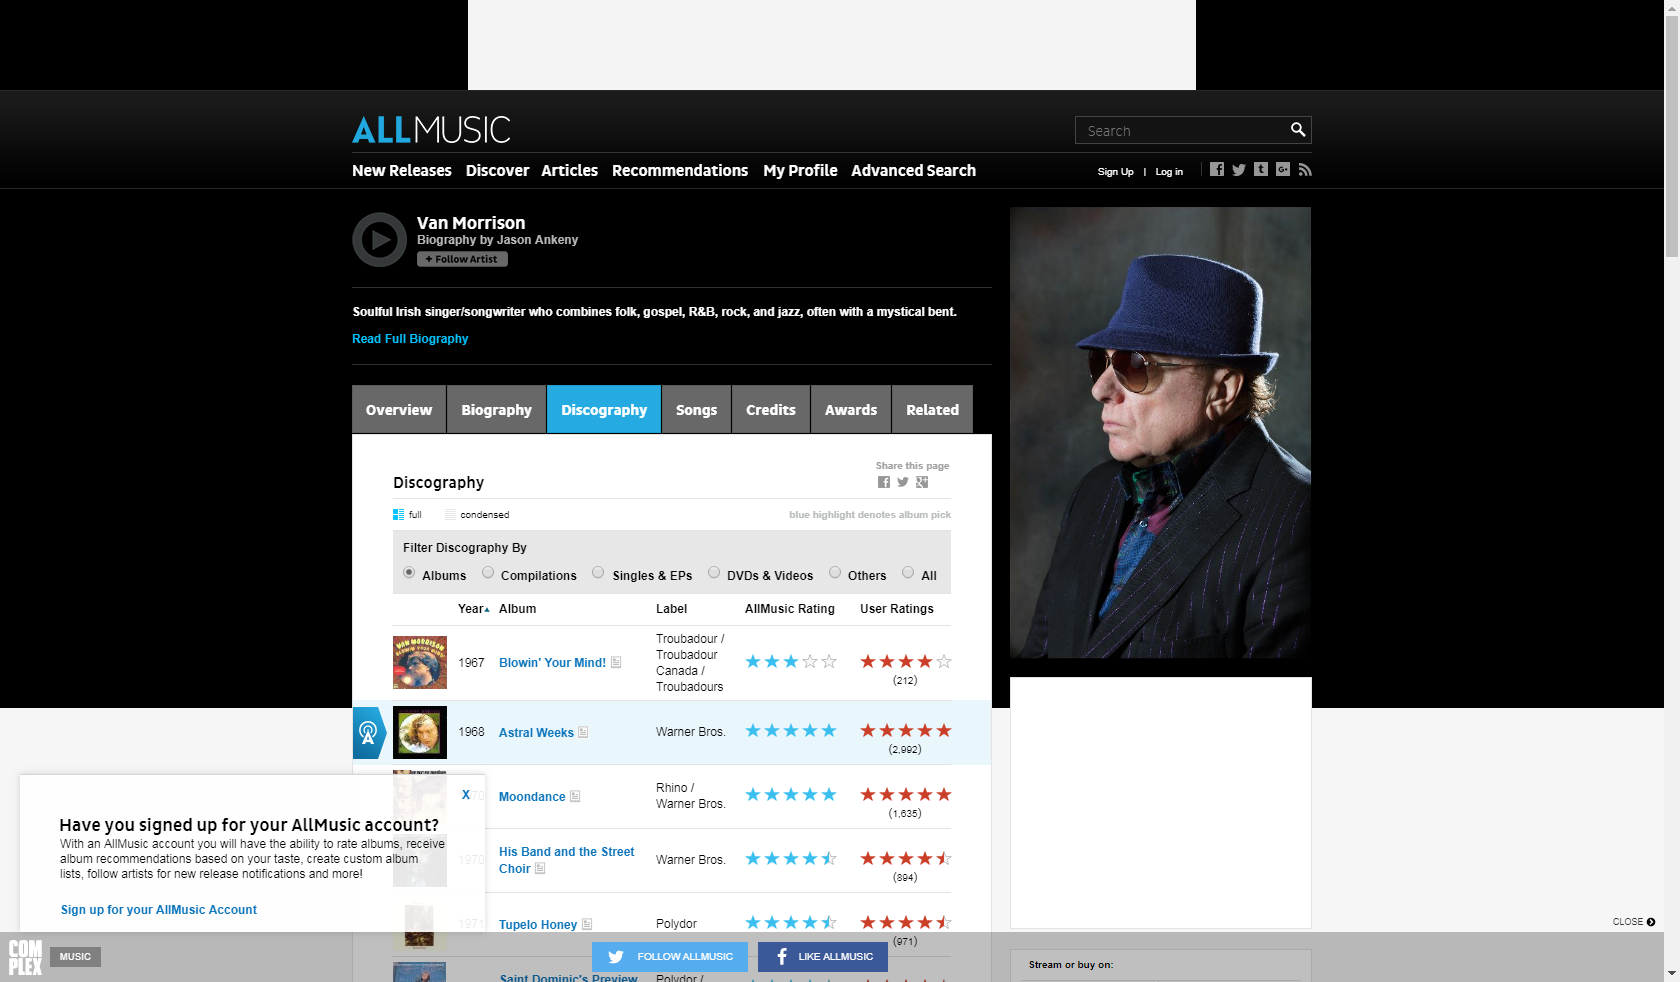 ALLMUSIC
Search
New Releases Discover Articles Recommendations My Profile Advanced Search
Sign Up | Log in
Van Morrison
Biography by Jason Ankeny
+ Follow Artist
Soulful Irish singer/songwriter who combines folk, gospel, R&B, rock, and jazz, often with a mystical bent.
Read Full Biography
Overview Biography Discography Songs Credits Awards Related
Share this page
Discography
full condensed
blue highlight denotes album pick
Filter Discography By
Albums Compilations Singles & EPs DVDs & Videos Others All
Year Album Label AllMusic Rating User Ratings
VAN MORRISON
1967 Blowin' Your Mind!
Troubadour /
Troubadour
Canada /
Troubadours
(212)
1968 Astral Weeks Warner Bros.
(2,992)
Moondance
Rhino /
Warner Bros.
(1,635)
1970
His Band and the Street
Choir
Warner Bros.
(894)
1971 Tupelo Honey Polydor
(971)
Saint Dominic's Preview Polydor /
X
Have you signed up for your AllMusic account?
With an AllMusic account you will have the ability to rate albums, receive
album recommendations based on your taste, create custom album
lists, follow artists for new release notifications and more!
Sign up for your AllMusic Account
CLOSE
COM
PLEX
MUSIC
FOLLOW ALLMUSIC
LIKE ALLMUSIC
Stream or buy on: